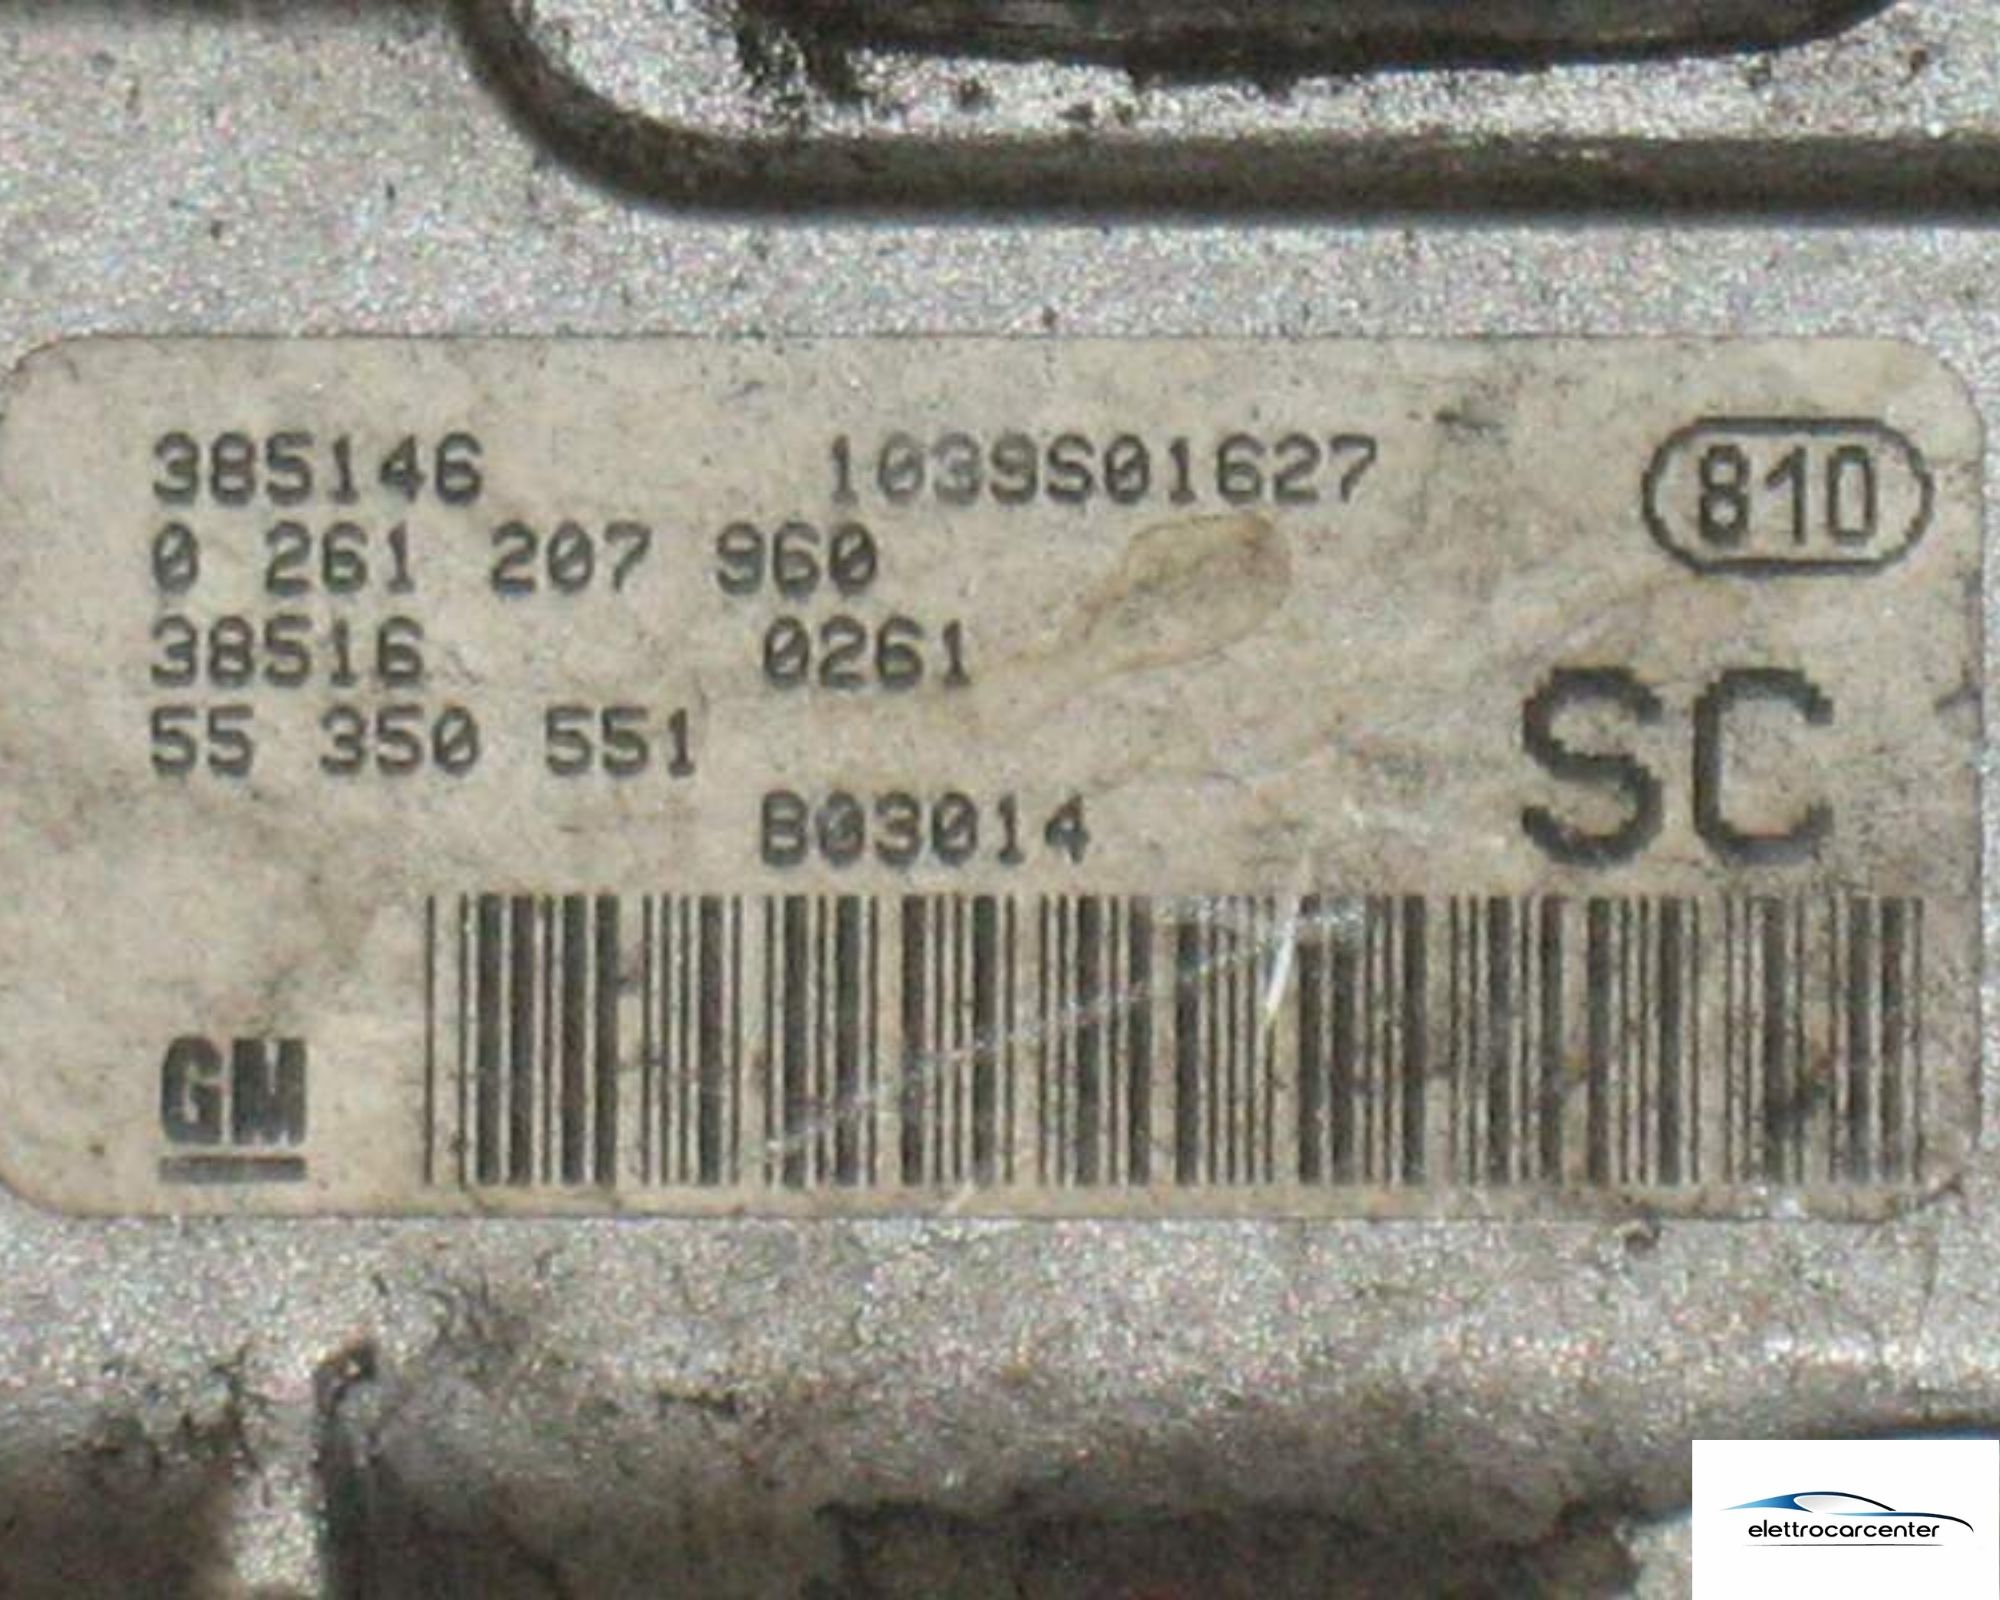 385146 1039S01627 810
0 261 207 960
38516 0261
55 350 551 SC
B03014
GM
elettrocarcenter